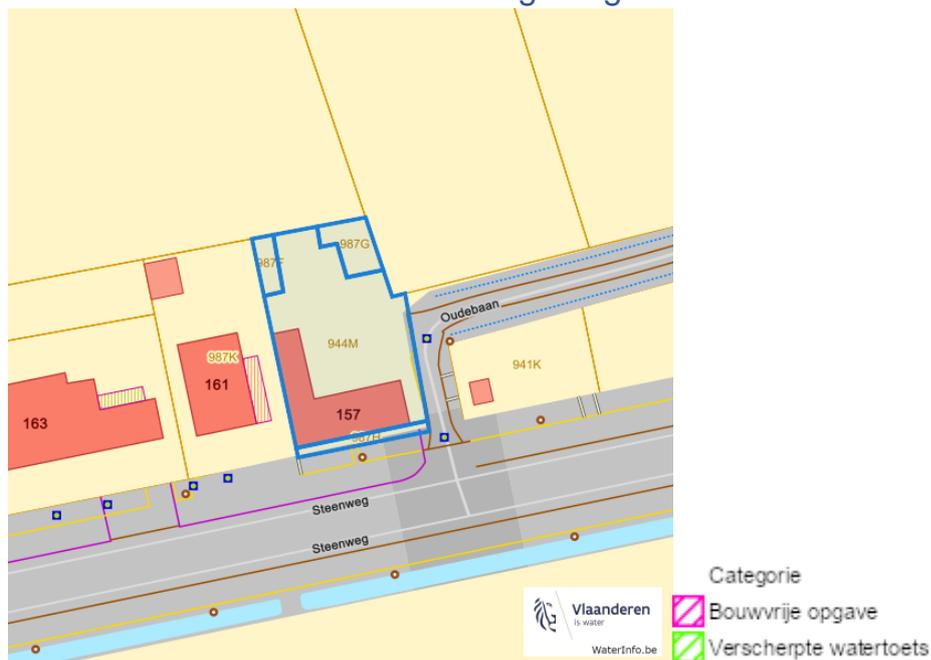 987G
987F
Oudebaan
944M
987K
941K
161
157
163
987H
Steenweg
Steenweg
Categorie
Vlaanderen
is water
Bouwvrije opgave
WaterInfo.be
Verscherpte watertoets